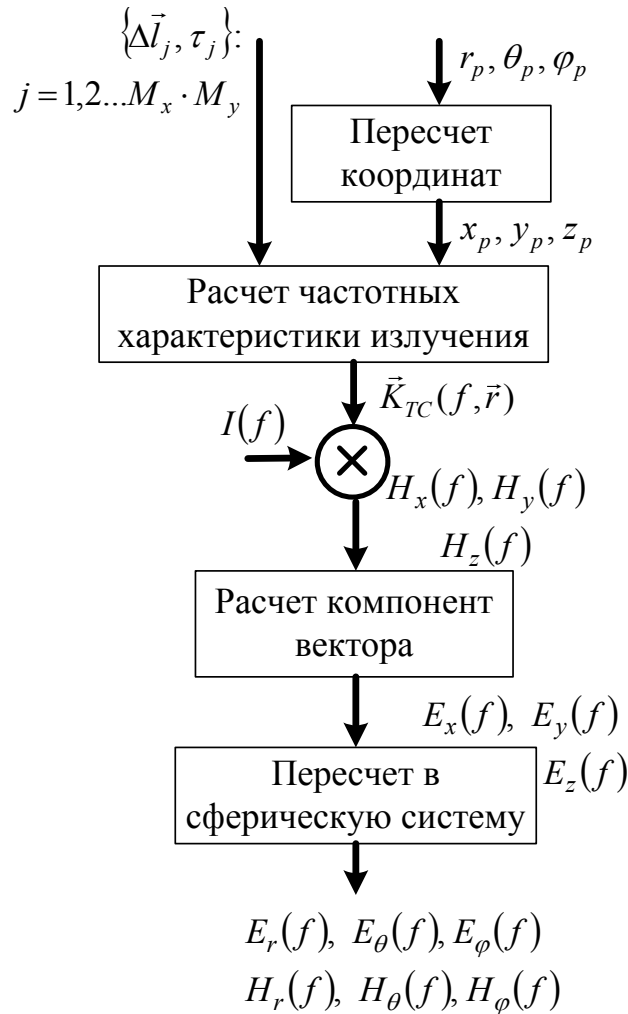 {Δl⃗_j, τ_j}:
j = 1,2...M_x · M_y
r_p, θ_p, φ_p
Пересчет
координат
x_p, y_p, z_p
Расчет частотных
характеристики излучения
K⃗_TC(f, r⃗)
I(f)
×
H_x(f), H_y(f)
H_z(f)
Расчет компонент
вектора
E_x(f), E_y(f)
E_z(f)
Пересчет в
сферическую систему
E_r(f), E_θ(f), E_φ(f)
H_r(f), H_θ(f), H_φ(f)